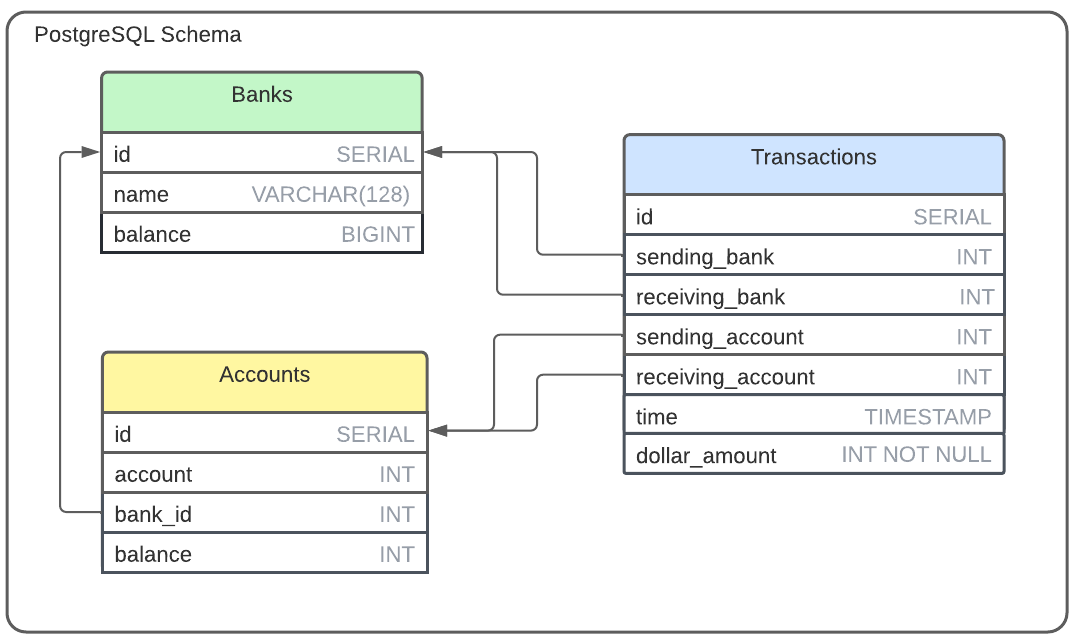 PostgreSQL Schema
Banks
id SERIAL
name VARCHAR(128)
balance BIGINT
Accounts
id SERIAL
account INT
bank_id INT
balance INT
Transactions
id SERIAL
sending_bank INT
receiving_bank INT
sending_account INT
receiving_account INT
time TIMESTAMP
dollar_amount INT NOT NULL